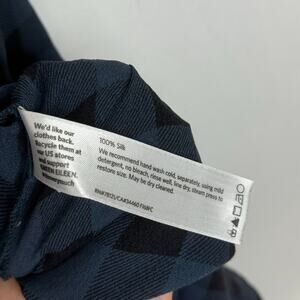 We'd like our
clothes back.
Recycle them at
our US stores
and support
GREEN EILEEN.
100% Silk
We recommend hand wash cold, separately, using mild
detergent, no bleach, rinse well, line dry, steam press to
restore size. May be dry cleaned.